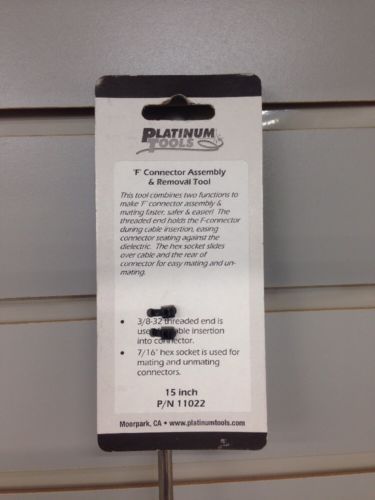 PLATINUM
TOOLS
'F' Connector Assembly
& Removal Tool
This tool combines two functions to
make 'F' connector assembly &
mating faster, safer & easier! The
threaded end holds the F-connector
during cable insertion, easing
connector seating against the
dielectric. The hex socket slides
over cable and the rear of
connector for easy mating and un-
mating.
• 3/8-32 threaded end is
used cable insertion
into connector.
• 7/16" hex socket is used for
mating and unmating
connectors.
15 inch
P/N 11022
Moorpark, CA • www.platinumtools.com